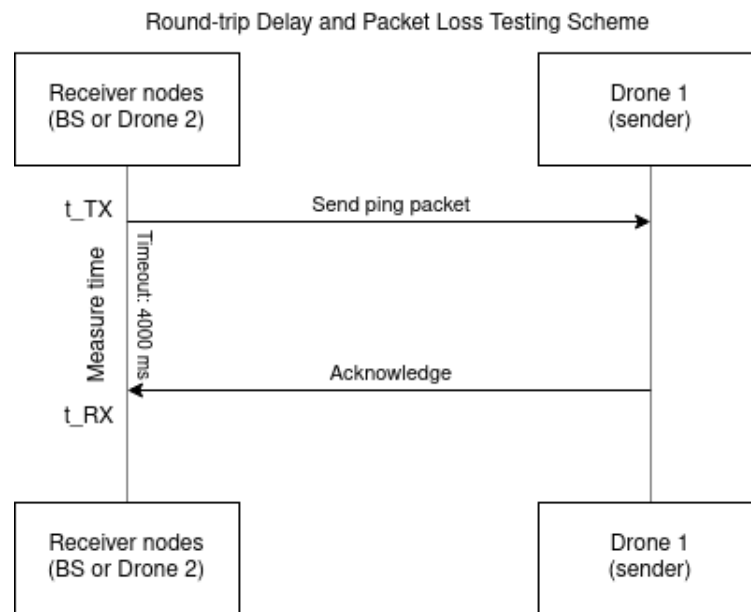 Round-trip Delay and Packet Loss Testing Scheme
Receiver nodes
(BS or Drone 2)
Drone 1
(sender)
t_TX
Send ping packet
Measure time
Timeout: 4000 ms
Acknowledge
t_RX
Receiver nodes
(BS or Drone 2)
Drone 1
(sender)